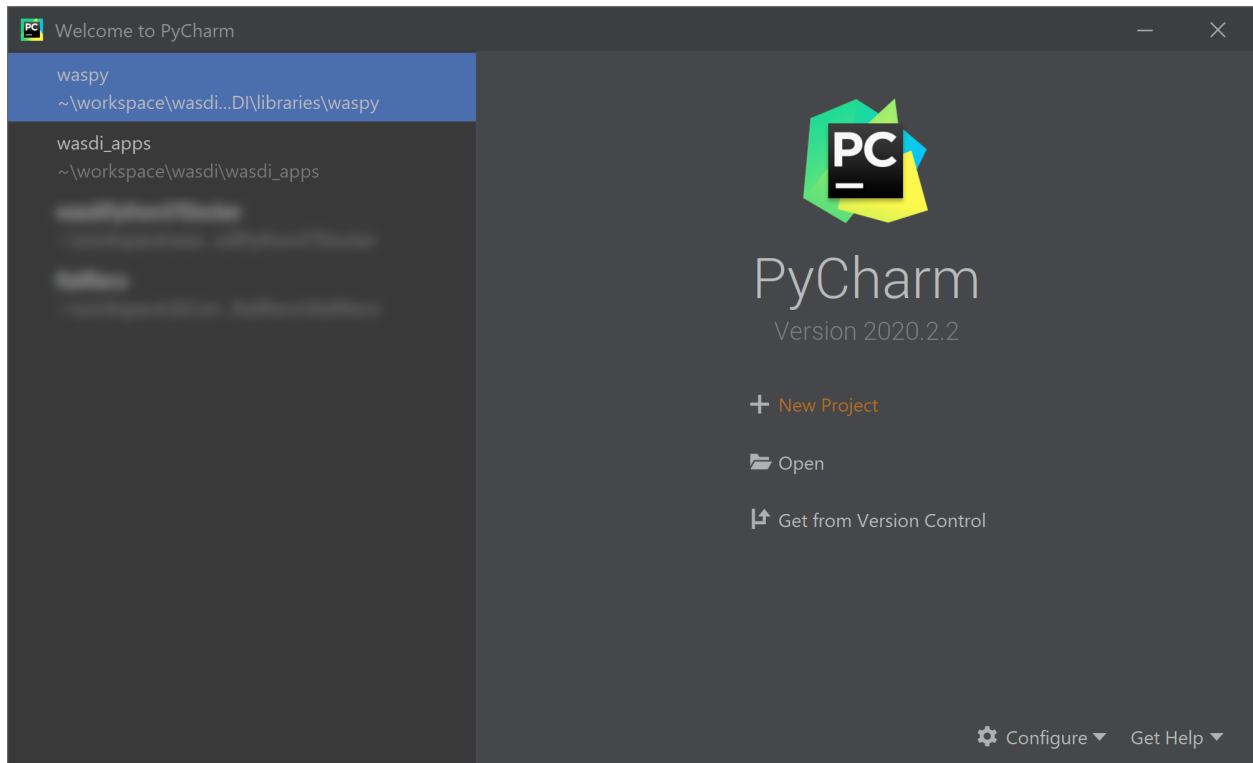 PC
Welcome to PyCharm
waspy
~\workspace\wasdi...DI\libraries\waspy
wasdi_apps
~\workspace\wasdi\wasdi_apps
PC
PyCharm
Version 2020.2.2
New Project
Open
Get from Version Control
Configure
Get Help